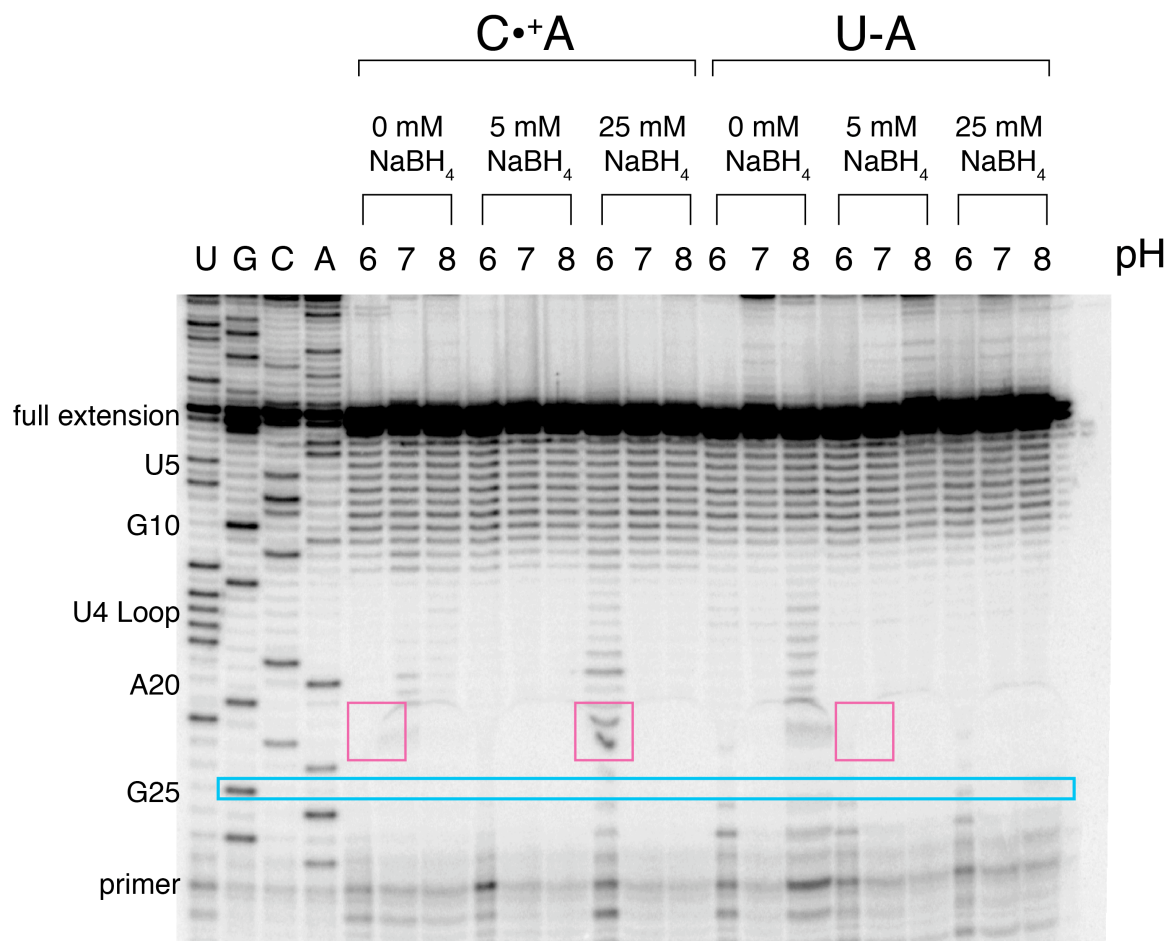 C•⁺A U-A
0 mM 5 mM 25 mM 0 mM 5 mM 25 mM
NaBH₄ NaBH₄ NaBH₄ NaBH₄ NaBH₄ NaBH₄
U G C A 6 7 8 6 7 8 6 7 8 6 7 8 6 7 8 6 7 8 pH
full extension
U5
G10
U4 Loop
A20
G25
primer